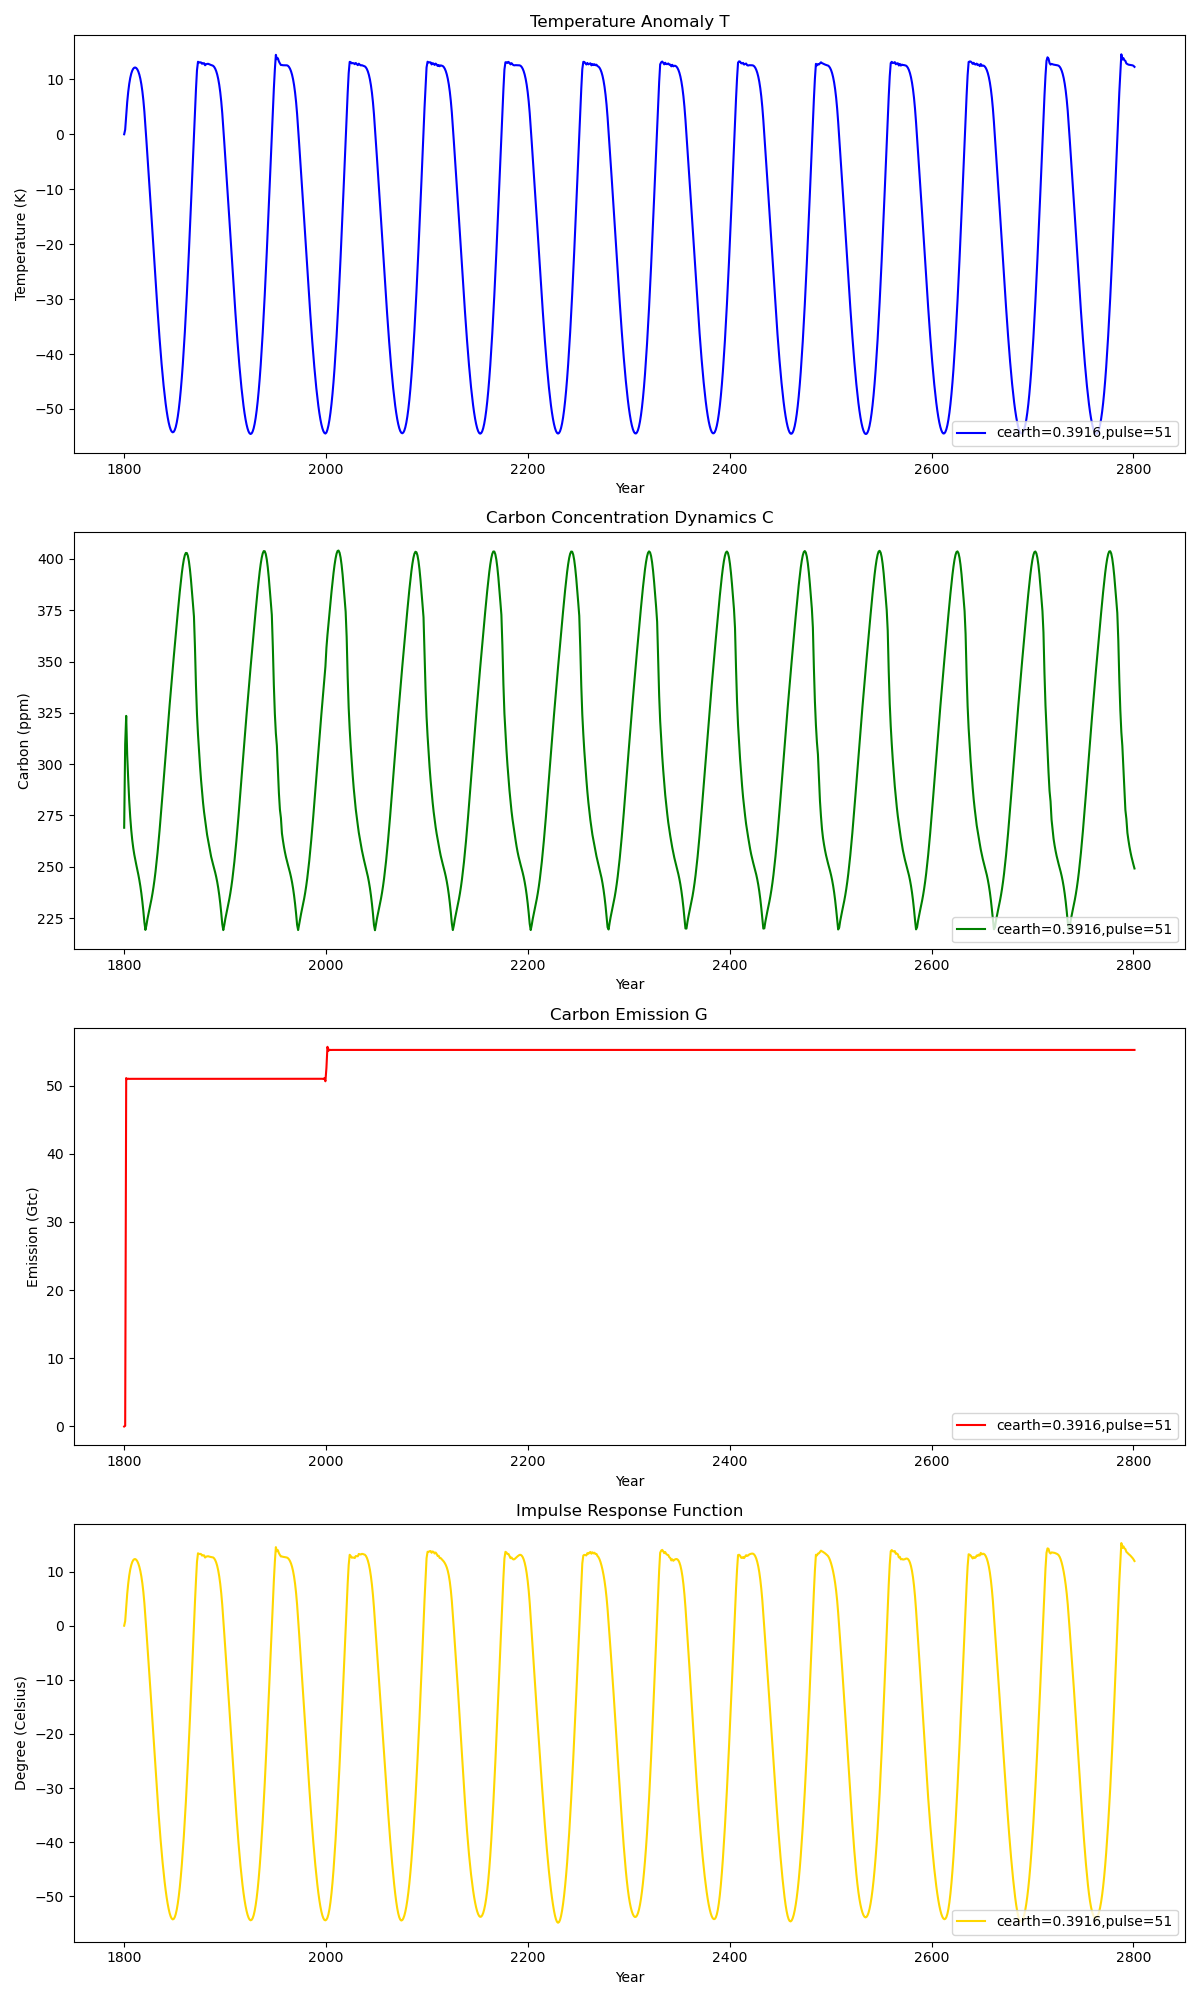 Temperature Anomaly T
10
0
−10
−20
−30
−40
−50
Temperature (K)
cearth=0.3916,pulse=51
1800 2000 2200 2400 2600 2800
Year
Carbon Concentration Dynamics C
400
375
350
325
300
275
250
225
Carbon (ppm)
cearth=0.3916,pulse=51
1800 2000 2200 2400 2600 2800
Year
Carbon Emission G
50
40
30
20
10
0
Emission (Gtc)
cearth=0.3916,pulse=51
1800 2000 2200 2400 2600 2800
Year
Impulse Response Function
10
0
−10
−20
−30
−40
−50
Degree (Celsius)
cearth=0.3916,pulse=51
1800 2000 2200 2400 2600 2800
Year